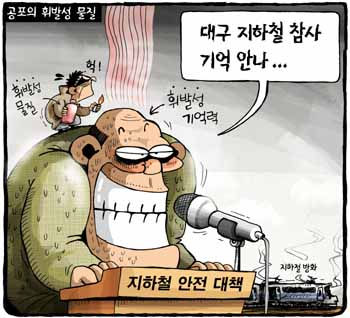 공포의 휘발성 물질
헉!
휘발성
물질
휘발성
기억력
대구 지하철 참사
기억 안나 ...
지하철 방화
지하철 안전 대책